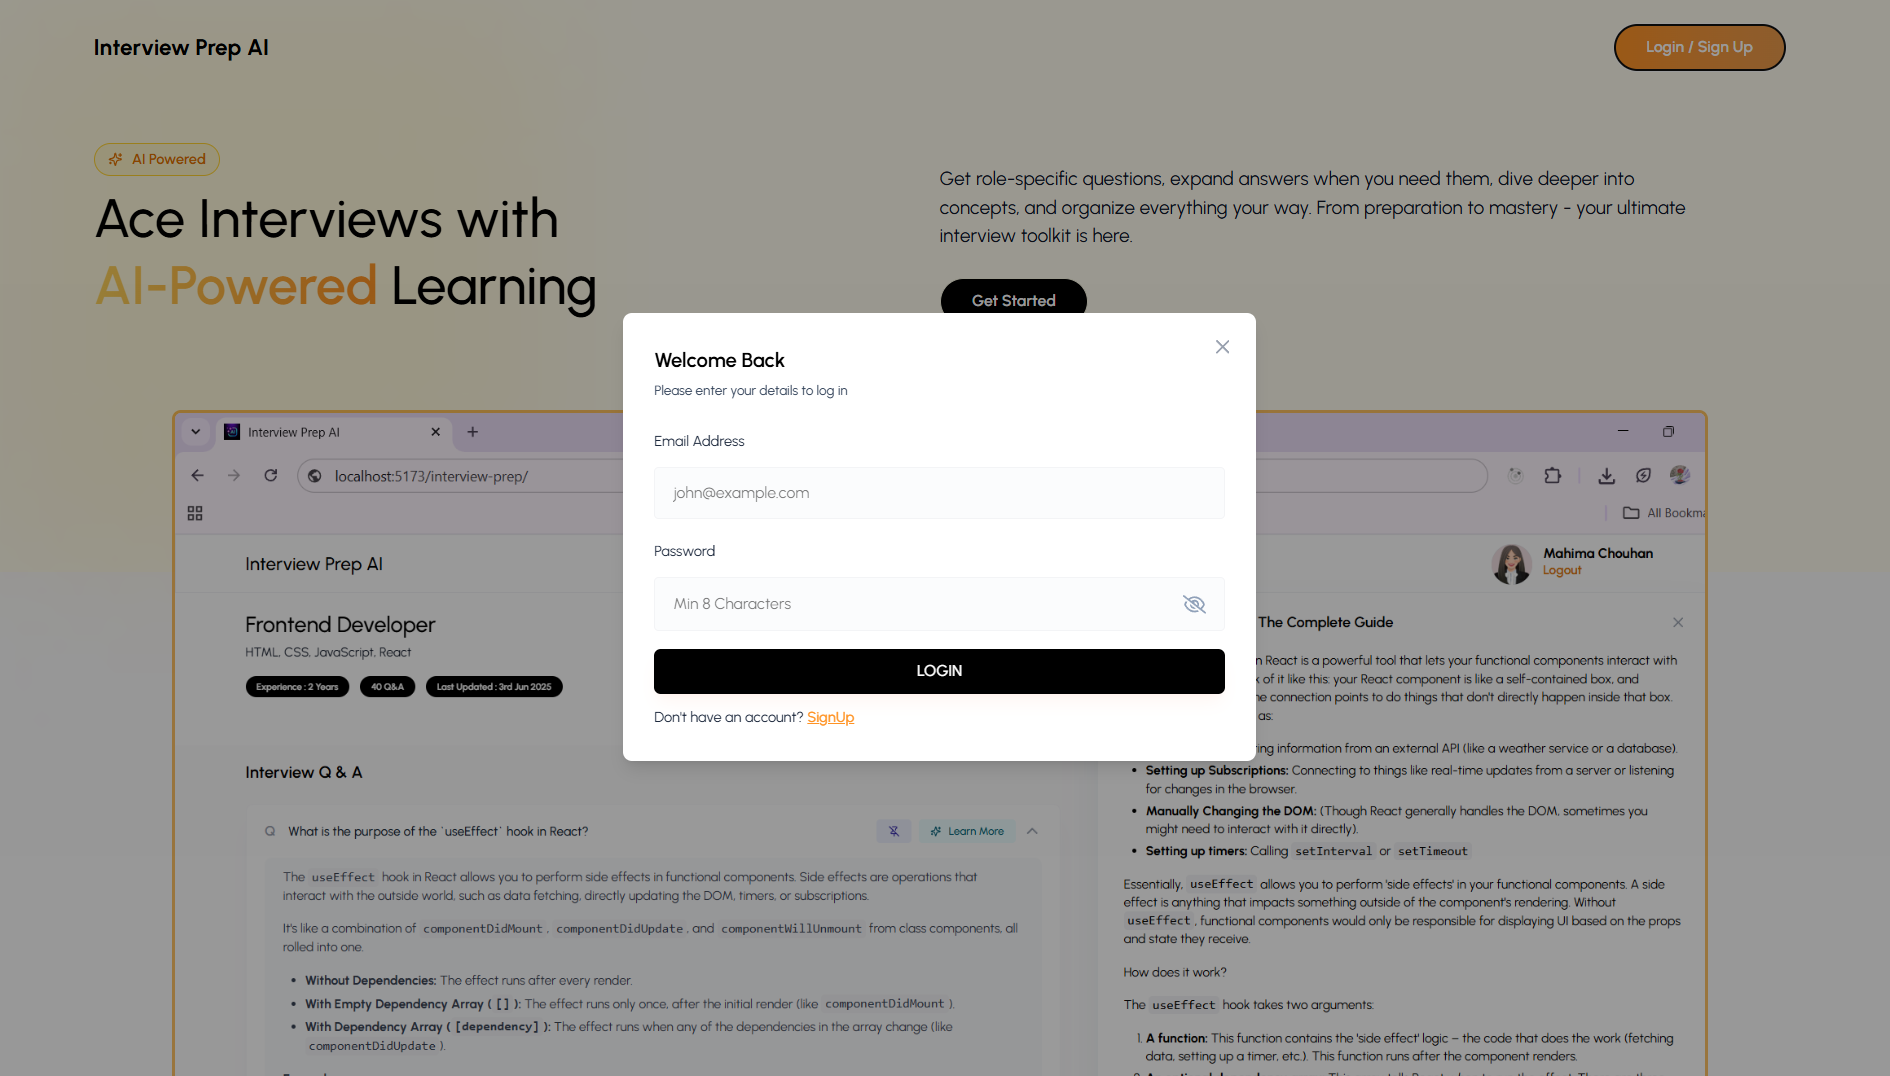 Interview Prep AI
Login / Sign Up
AI Powered
Ace Interviews with
AI-Powered Learning
Get role-specific questions, expand answers when you need them, dive deeper into
concepts, and organize everything your way. From preparation to mastery - your ultimate
interview toolkit is here.
Get Started
Welcome Back
Please enter your details to log in
Email Address
john@example.com
Password
Min 8 Characters
LOGIN
Don't have an account? SignUp
Interview Prep AI
localhost:5173/interview-prep/
All Bookma
Interview Prep AI
Mahima Chouhan
Logout
Frontend Developer
HTML, CSS, JavaScript, React
Experience : 2 Years
40 Q&A
Last Updated : 3rd Jun 2025
Interview Q & A
Q What is the purpose of the `useEffect` hook in React?
Learn More
The useEffect hook in React allows you to perform side effects in functional components. Side effects are operations that
interact with the outside world, such as data fetching, directly updating the DOM, timers, or subscriptions.
It's like a combination of componentDidMount, componentDidUpdate, and componentWillUnmount from class components, all
rolled into one.
• Without Dependencies: The effect runs after every render.
• With Empty Dependency Array ( [] ): The effect runs only once, after the initial render (like componentDidMount ).
• With Dependency Array ( [dependency] ): The effect runs when any of the dependencies in the array change (like
componentDidUpdate ).
The Complete Guide
n React is a powerful tool that lets your functional components interact with
of it like this: your React component is like a self-contained box, and
connection points to do things that don't directly happen inside that box.
as:
ing information from an external API (like a weather service or a database).
• Setting up Subscriptions: Connecting to things like real-time updates from a server or listening
for changes in the browser.
• Manually Changing the DOM: (Though React generally handles the DOM, sometimes you
might need to interact with it directly).
• Setting up timers: Calling setInterval or setTimeout
Essentially, useEffect allows you to perform 'side effects' in your functional components. A side
effect is anything that impacts something outside of the component's rendering. Without
useEffect , functional components would only be responsible for displaying UI based on the props
and state they receive.
How does it work?
The useEffect hook takes two arguments:
1. A function: This function contains the 'side effect' logic – the code that does the work (fetching
data, setting up a timer, etc.). This function runs after the component renders.